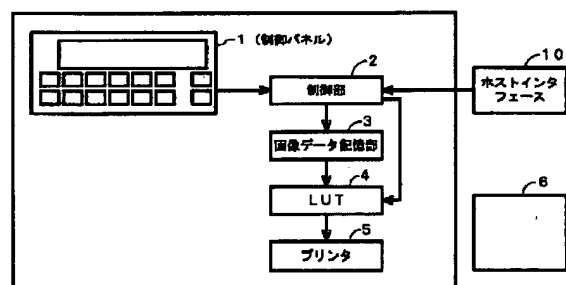 1 (制御パネル)
2
制御部
10
ホストインタ
フェース
3
画像データ記憶部
4
LUT
6
5
プリンタ